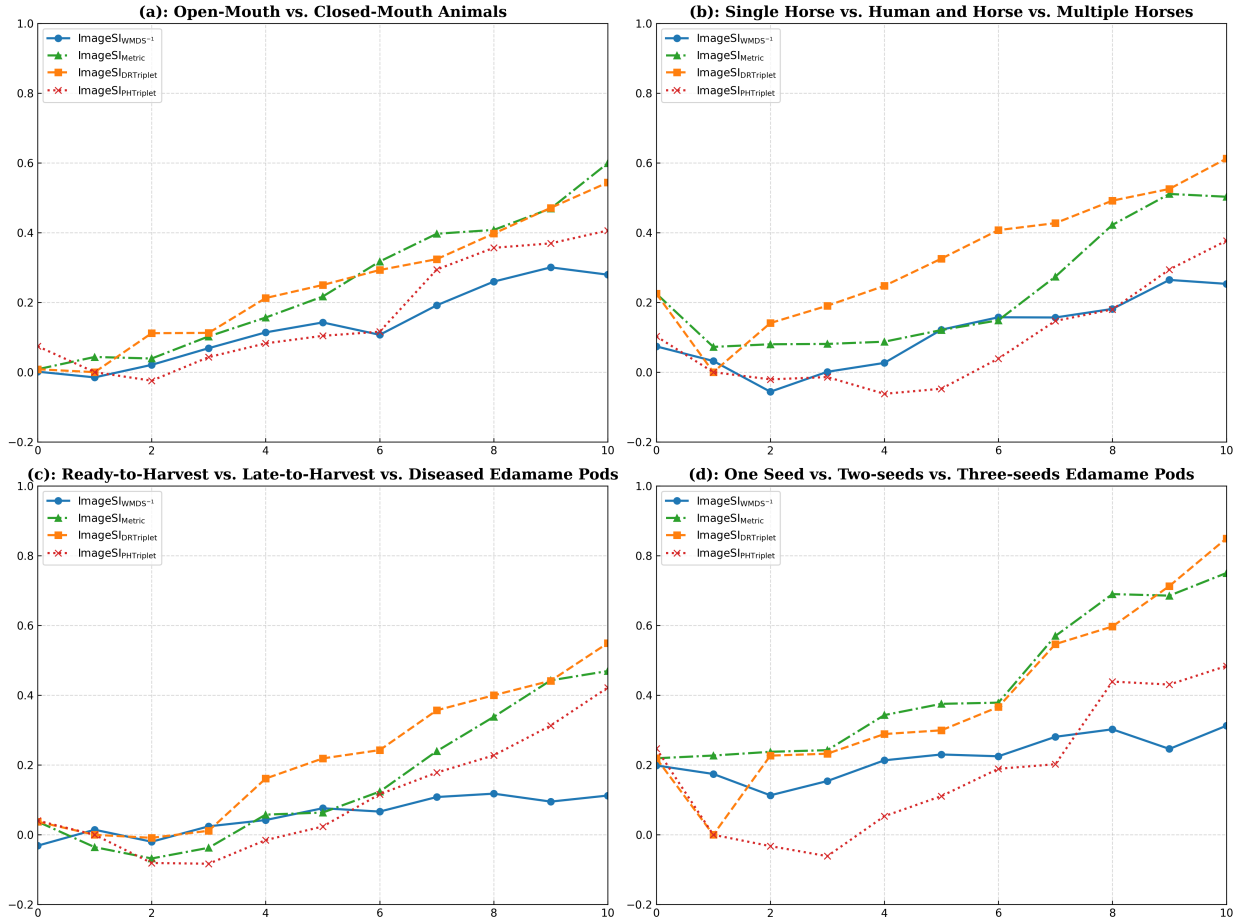 (a): Open-Mouth vs. Closed-Mouth Animals
1.0
0.8
0.6
0.4
0.2
0.0
−0.2
0 2 4 6 8 10
ImageSI_WMDS⁻¹
ImageSI_Metric
ImageSI_DRTriplet
ImageSI_PHTriplet
(b): Single Horse vs. Human and Horse vs. Multiple Horses
1.0
0.8
0.6
0.4
0.2
0.0
−0.2
0 2 4 6 8 10
ImageSI_WMDS⁻¹
ImageSI_Metric
ImageSI_DRTriplet
ImageSI_PHTriplet
(c): Ready-to-Harvest vs. Late-to-Harvest vs. Diseased Edamame Pods
1.0
0.8
0.6
0.4
0.2
0.0
−0.2
0 2 4 6 8 10
ImageSI_WMDS⁻¹
ImageSI_Metric
ImageSI_DRTriplet
ImageSI_PHTriplet
(d): One Seed vs. Two-seeds vs. Three-seeds Edamame Pods
1.0
0.8
0.6
0.4
0.2
0.0
−0.2
0 2 4 6 8 10
ImageSI_WMDS⁻¹
ImageSI_Metric
ImageSI_DRTriplet
ImageSI_PHTriplet